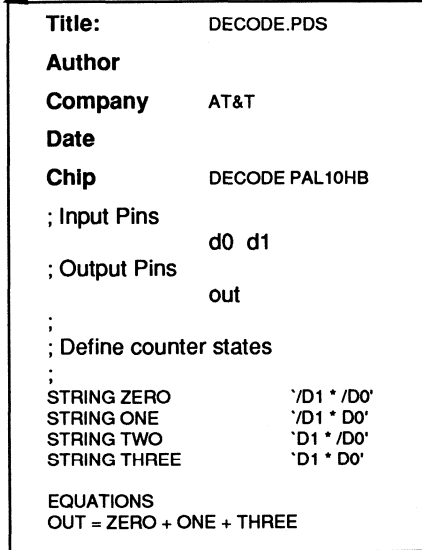 Title: DECODE.PDS
Author
Company AT&T
Date
Chip DECODE PAL10HB
; Input Pins
d0 d1
; Output Pins
out
;
; Define counter states
;
STRING ZERO `/D1 * /D0'
STRING ONE `/D1 * D0'
STRING TWO `D1 * /D0'
STRING THREE `D1 * D0'
EQUATIONS
OUT = ZERO + ONE + THREE